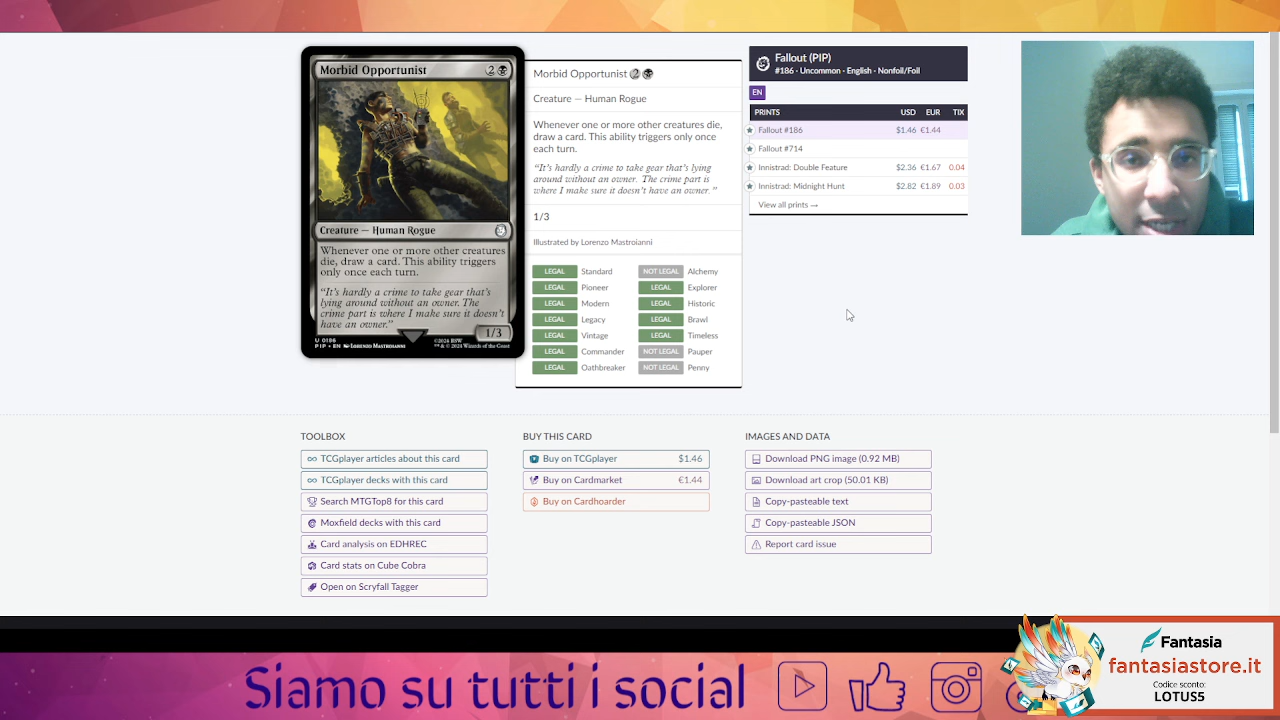 Morbid Opportunist 2
Creature — Human Rogue
Whenever one or more other creatures
die, draw a card. This ability triggers
only once each turn.
“It's hardly a crime to take gear that's
lying around without an owner. The
crime part is where I make sure it doesn't
have an owner.”
1/3
U 0186
PIP • EN Lorenzo Mastroianni
Morbid Opportunist 2
Creature — Human Rogue
Whenever one or more other creatures die,
draw a card. This ability triggers only once
each turn.
“It's hardly a crime to take gear that's lying
around without an owner. The crime part is
where I make sure it doesn't have an owner.”
1/3
Illustrated by Lorenzo Mastroianni
LEGAL Standard NOT LEGAL Alchemy
LEGAL Pioneer LEGAL Explorer
LEGAL Modern LEGAL Historic
LEGAL Legacy LEGAL Brawl
LEGAL Vintage LEGAL Timeless
LEGAL Commander NOT LEGAL Pauper
LEGAL Oathbreaker NOT LEGAL Penny
Fallout (PIP)
#186 · Uncommon · English · Nonfoil/Foil
EN
PRINTS USD EUR TIX
Fallout #186 $1.46 €1.44
Fallout #714
Innistrad: Double Feature $2.36 €1.67 0.04
Innistrad: Midnight Hunt $2.82 €1.89 0.03
View all prints →
TOOLBOX
TCGplayer articles about this card
TCGplayer decks with this card
Search MTGTop8 for this card
Moxfield decks with this card
Card analysis on EDHREC
Card stats on Cube Cobra
Open on Scryfall Tagger
BUY THIS CARD
Buy on TCGplayer $1.46
Buy on Cardmarket €1.44
Buy on Cardhoarder
IMAGES AND DATA
Download PNG image (0.92 MB)
Download art crop (50.01 KB)
Copy-pasteable text
Copy-pasteable JSON
Report card issue
Siamo su tutti i social
Fantasia
fantasiastore.it
Codice sconto:
LOTUS5